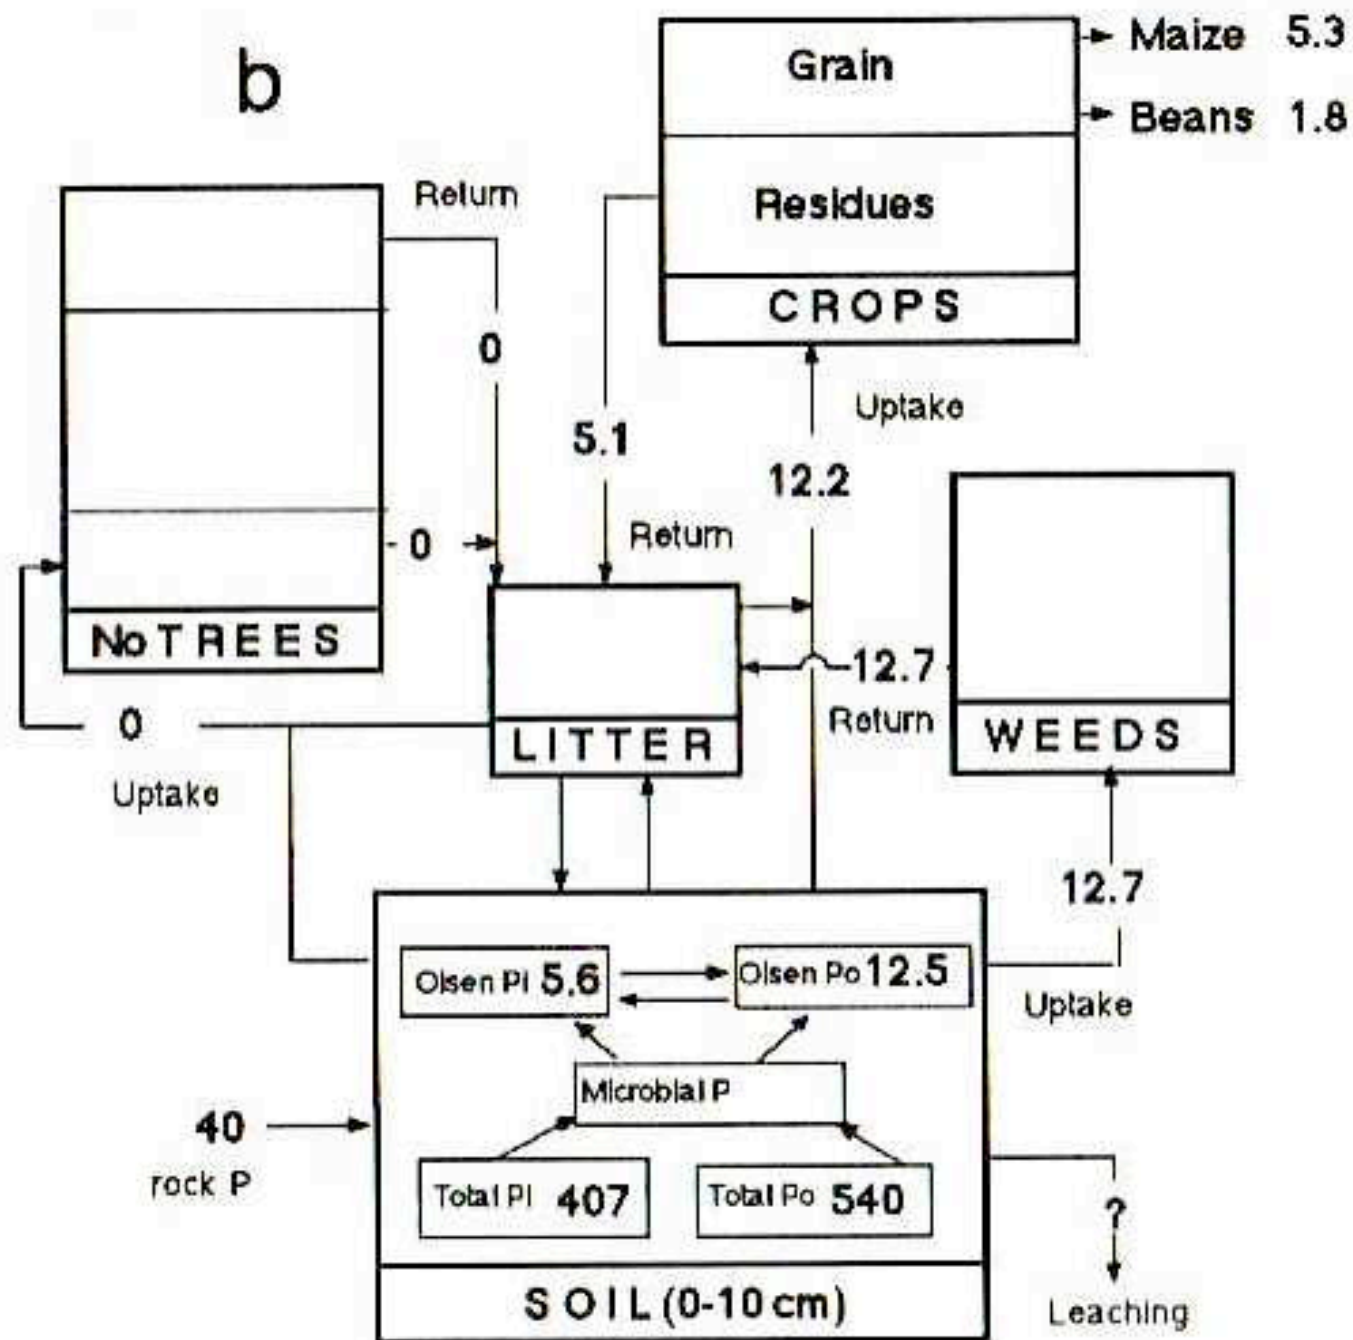 b
Grain
Maize 5.3
Beans 1.8
Residues
CROPS
Return
0
0
No TREES
0
Uptake
5.1
Return
Uptake
12.2
LITTER
12.7
Return
WEEDS
12.7
Uptake
Olsen Pi 5.6
Olsen Po 12.5
Microbial P
40
rock P
Total Pi 407
Total Po 540
?
Leaching
SOIL (0-10 cm)